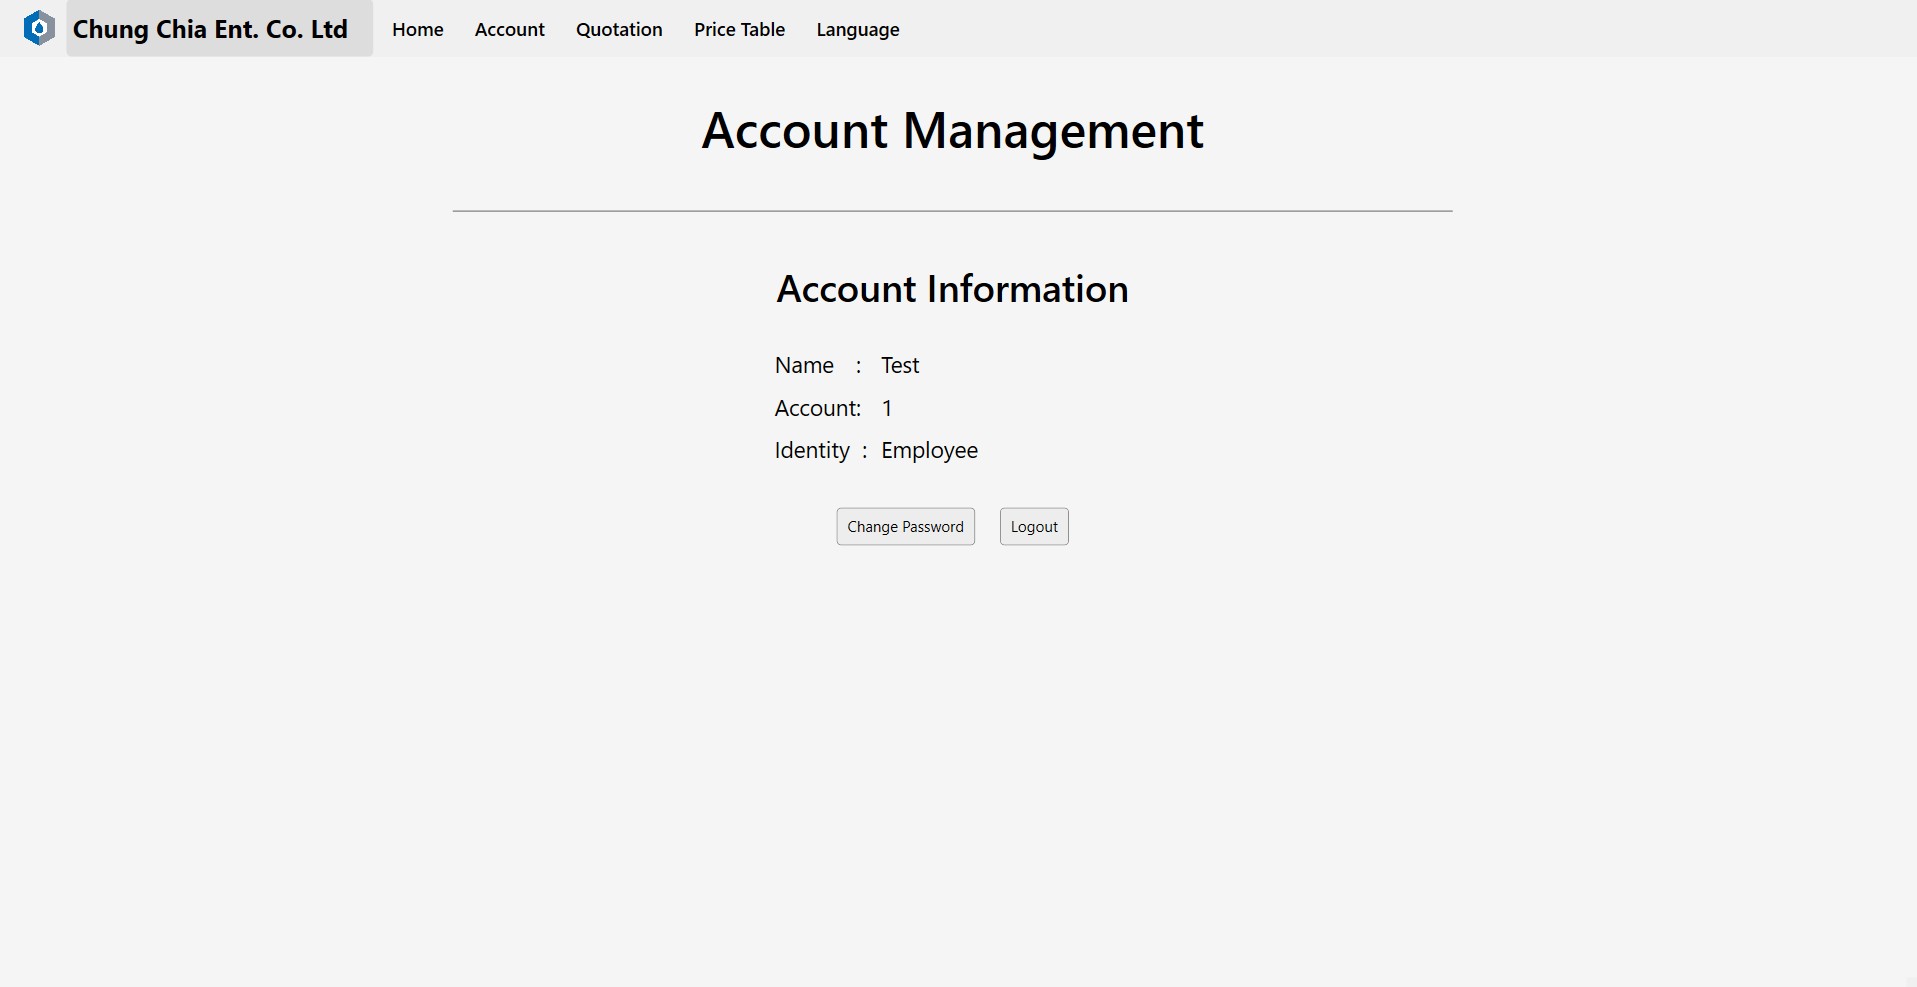 Chung Chia Ent. Co. Ltd Home Account Quotation Price Table Language
Account Management
Account Information
Name : Test
Account: 1
Identity : Employee
Change Password Logout